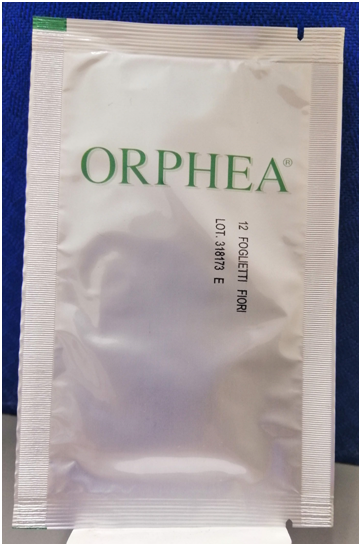 ORPHEA®
12 FOGLIETTI FIORI
LOT. 318173 E